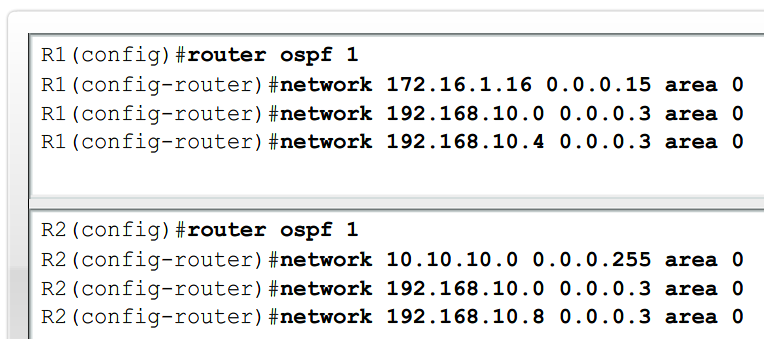 R1(config)#router ospf 1
R1(config-router)#network 172.16.1.16 0.0.0.15 area 0
R1(config-router)#network 192.168.10.0 0.0.0.3 area 0
R1(config-router)#network 192.168.10.4 0.0.0.3 area 0
R2(config)#router ospf 1
R2(config-router)#network 10.10.10.0 0.0.0.255 area 0
R2(config-router)#network 192.168.10.0 0.0.0.3 area 0
R2(config-router)#network 192.168.10.8 0.0.0.3 area 0